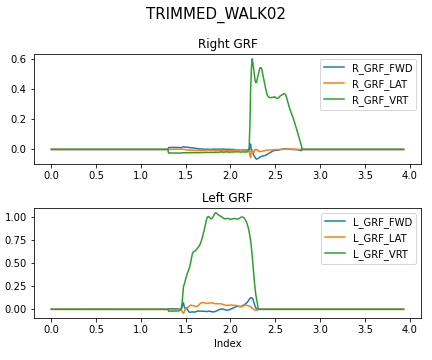 TRIMMED_WALK02
Right GRF
R_GRF_FWD
R_GRF_LAT
R_GRF_VRT
0.6
0.4
0.2
0.0
0.0 0.5 1.0 1.5 2.0 2.5 3.0 3.5 4.0
Left GRF
L_GRF_FWD
L_GRF_LAT
L_GRF_VRT
1.00
0.75
0.50
0.25
0.00
0.0 0.5 1.0 1.5 2.0 2.5 3.0 3.5 4.0
Index